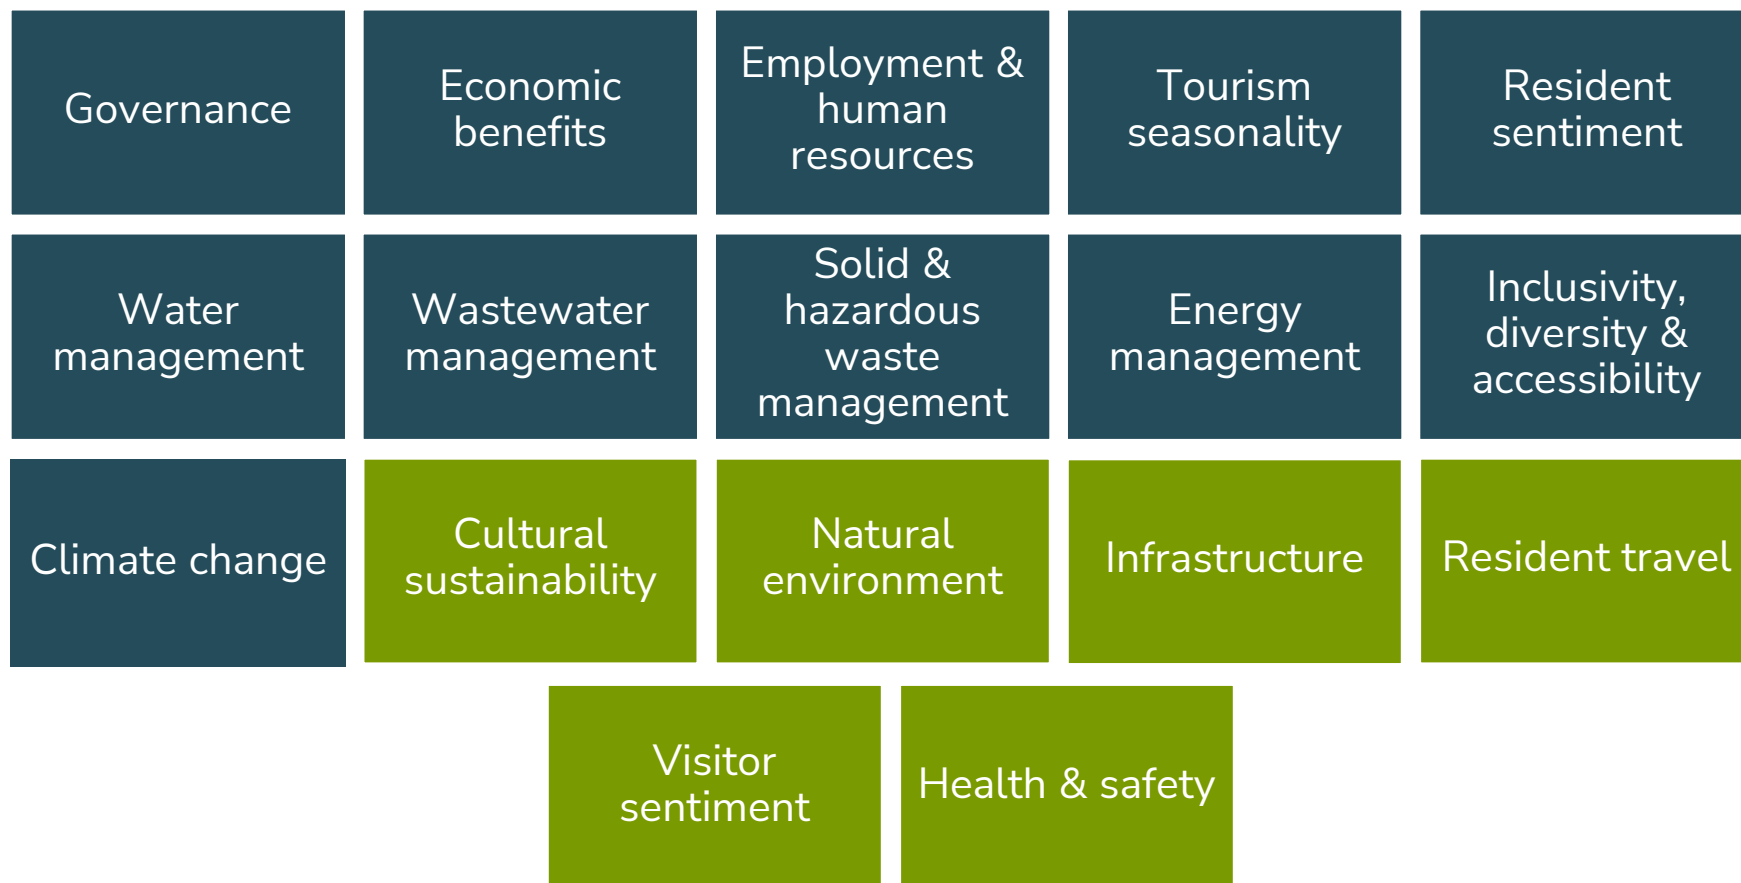 Governance
Economic
benefits
Employment &
human
resources
Tourism
seasonality
Resident
sentiment
Water
management
Wastewater
management
Solid &
hazardous
waste
management
Energy
management
Inclusivity,
diversity &
accessibility
Climate change
Cultural
sustainability
Natural
environment
Infrastructure
Resident travel
Visitor
sentiment
Health & safety